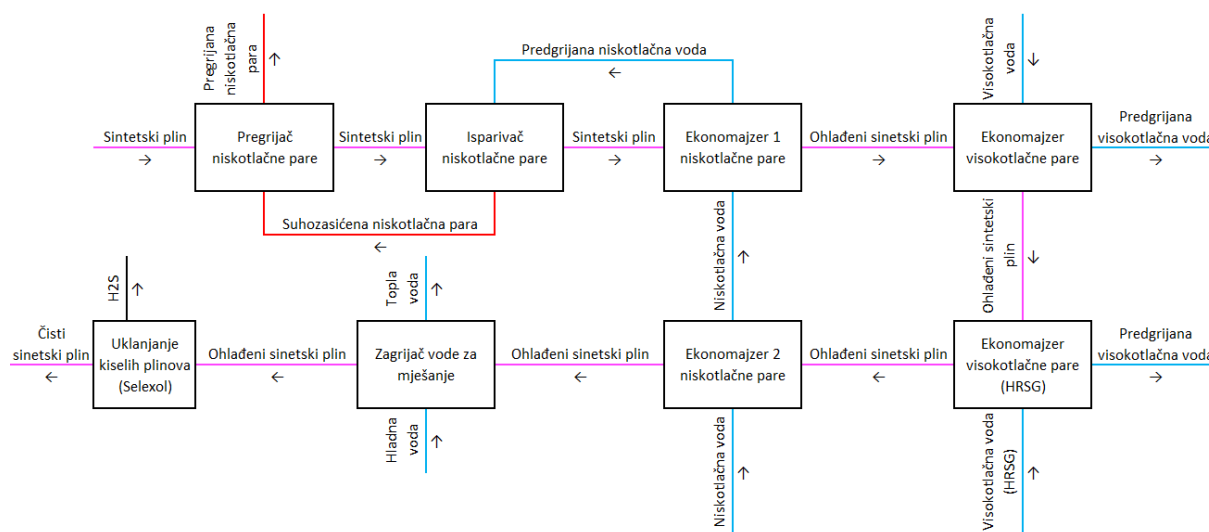 Pregrijana
niskotlačna
para
Predgrijana niskotlačna voda
Visokotlačna
voda
Sintetski plin
Pregrijač
niskotlačne pare
Sintetski plin
Isparivač
niskotlačne pare
Sintetski plin
Ekonomajzer 1
niskotlačne pare
Ohlađeni sinetski plin
Ekonomajzer
visokotlačne pare
Predgrijana
visokotlačna voda
Suhozasićena niskotlačna para
Niskotlačna voda
Ohlađeni sintetski
plin
H2S
Topla
voda
Čisti
sinetski plin
Uklanjanje
kiselih plinova
(Selexol)
Ohlađeni sinetski plin
Zagrijač vode za
mješanje
Ohlađeni sinetski plin
Ekonomajzer 2
niskotlačne pare
Ohlađeni sinetski plin
Ekonomajzer
visokotlačne pare
(HRSG)
Predgrijana
visokotlačna voda
Hladna
voda
Niskotlačna voda
Visokotlačna voda
(HRSG)